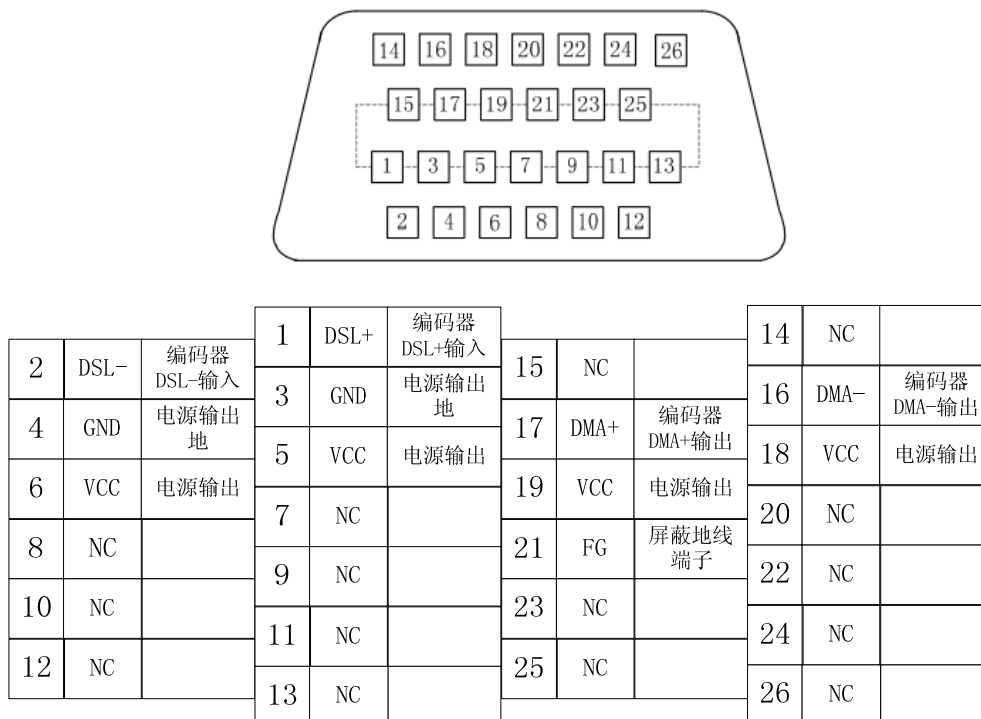 14 16 18 20 22 24 26
15 17 19 21 23 25
1 3 5 7 9 11 13
2 4 6 8 10 12
2 DSL- 编码器
DSL-输入
4 GND 电源输出
地
6 VCC 电源输出
8 NC
10 NC
12 NC
1 DSL+ 编码器
DSL+输入
3 GND 电源输出
地
5 VCC 电源输出
7 NC
9 NC
11 NC
13 NC
15 NC
17 DMA+ 编码器
DMA+输出
19 VCC 电源输出
21 FG 屏蔽地线
端子
23 NC
25 NC
14 NC
16 DMA- 编码器
DMA-输出
18 VCC 电源输出
20 NC
22 NC
24 NC
26 NC